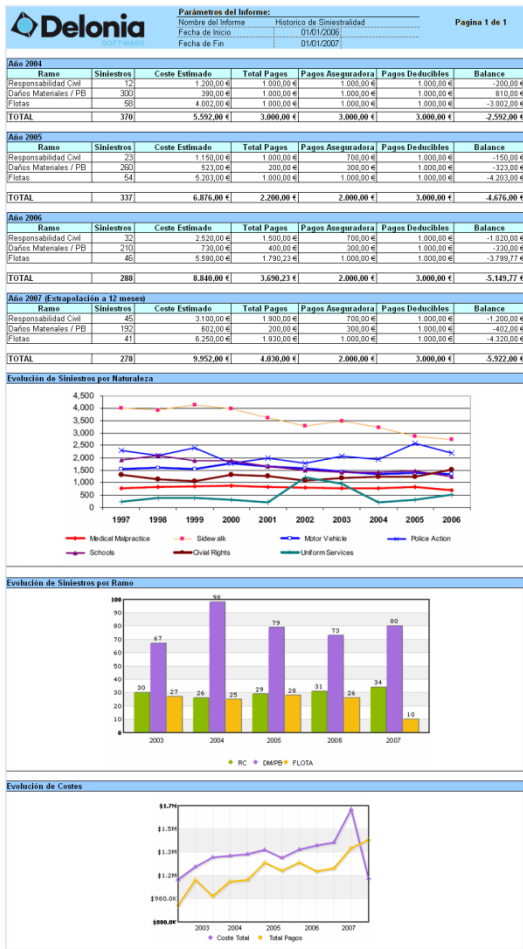 Delonia
SOFTWARE
Parámetros del Informe:
Nombre del Informe Historico de Siniestralidad
Fecha de Inicio 01/01/2006
Fecha de Fin 01/01/2007
Pagina 1 de 1
Año 2004
Ramo Siniestros Coste Estimado Total Pagos Pagos Aseguradora Pagos Deducibles Balance
Responsabilidad Civil 12 1.200,00 € 1.000,00 € 1.000,00 € 1.000,00 € -200,00 €
Daños Materiales / PB 300 390,00 € 1.000,00 € 1.000,00 € 1.000,00 € 610,00 €
Flotas 58 4.002,00 € 1.000,00 € 1.000,00 € 1.000,00 € -3.002,00 €
TOTAL 370 5.592,00 € 3.000,00 € 3.000,00 € 3.000,00 € -2.592,00 €
Año 2005
Ramo Siniestros Coste Estimado Total Pagos Pagos Aseguradora Pagos Deducibles Balance
Responsabilidad Civil 23 1.150,00 € 1.000,00 € 700,00 € 1.000,00 € -150,00 €
Daños Materiales / PB 260 523,00 € 200,00 € 300,00 € 1.000,00 € -323,00 €
Flotas 54 5.203,00 € 1.000,00 € 1.000,00 € 1.000,00 € -4.203,00 €
TOTAL 337 6.876,00 € 2.200,00 € 2.000,00 € 3.000,00 € -4.676,00 €
Año 2006
Ramo Siniestros Coste Estimado Total Pagos Pagos Aseguradora Pagos Deducibles Balance
Responsabilidad Civil 32 2.520,00 € 1.500,00 € 700,00 € 1.000,00 € -1.020,00 €
Daños Materiales / PB 210 730,00 € 400,00 € 300,00 € 1.000,00 € -330,00 €
Flotas 46 5.590,00 € 1.790,23 € 1.000,00 € 1.000,00 € -3.799,77 €
TOTAL 288 8.840,00 € 3.690,23 € 2.000,00 € 3.000,00 € -5.149,77 €
Año 2007 (Extrapolación a 12 meses)
Ramo Siniestros Coste Estimado Total Pagos Pagos Aseguradora Pagos Deducibles Balance
Responsabilidad Civil 45 3.100,00 € 1.900,00 € 700,00 € 1.000,00 € -1.200,00 €
Daños Materiales / PB 192 602,00 € 200,00 € 300,00 € 1.000,00 € -402,00 €
Flotas 41 6.250,00 € 1.930,00 € 1.000,00 € 1.000,00 € -4.320,00 €
TOTAL 278 9.952,00 € 4.030,00 € 2.000,00 € 3.000,00 € -5.922,00 €
Evolución de Siniestros por Naturaleza
4,500
4,000
3,500
3,000
2,500
2,000
1,500
1,000
500
0
1997 1998 1999 2000 2001 2002 2003 2004 2005 2006
Medical Malpractice Sidewalk Motor Vehicle Police Action
Schools Civial Rights Uniform Services
Evolución de Siniestros por Ramo
100
90
80
70
60
50
40
30
20
10
0
30 67 27 26 98 25 29 79 28 31 73 26 34 80 10
2003 2004 2005 2006 2007
RC DM/PB FLOTA
Evolución de Costes
$1.7M
$1.5M
$1.3M
$1.2M
$980.0K
$800.0K
2003 2004 2005 2006 2007
Coste Total Total Pagos